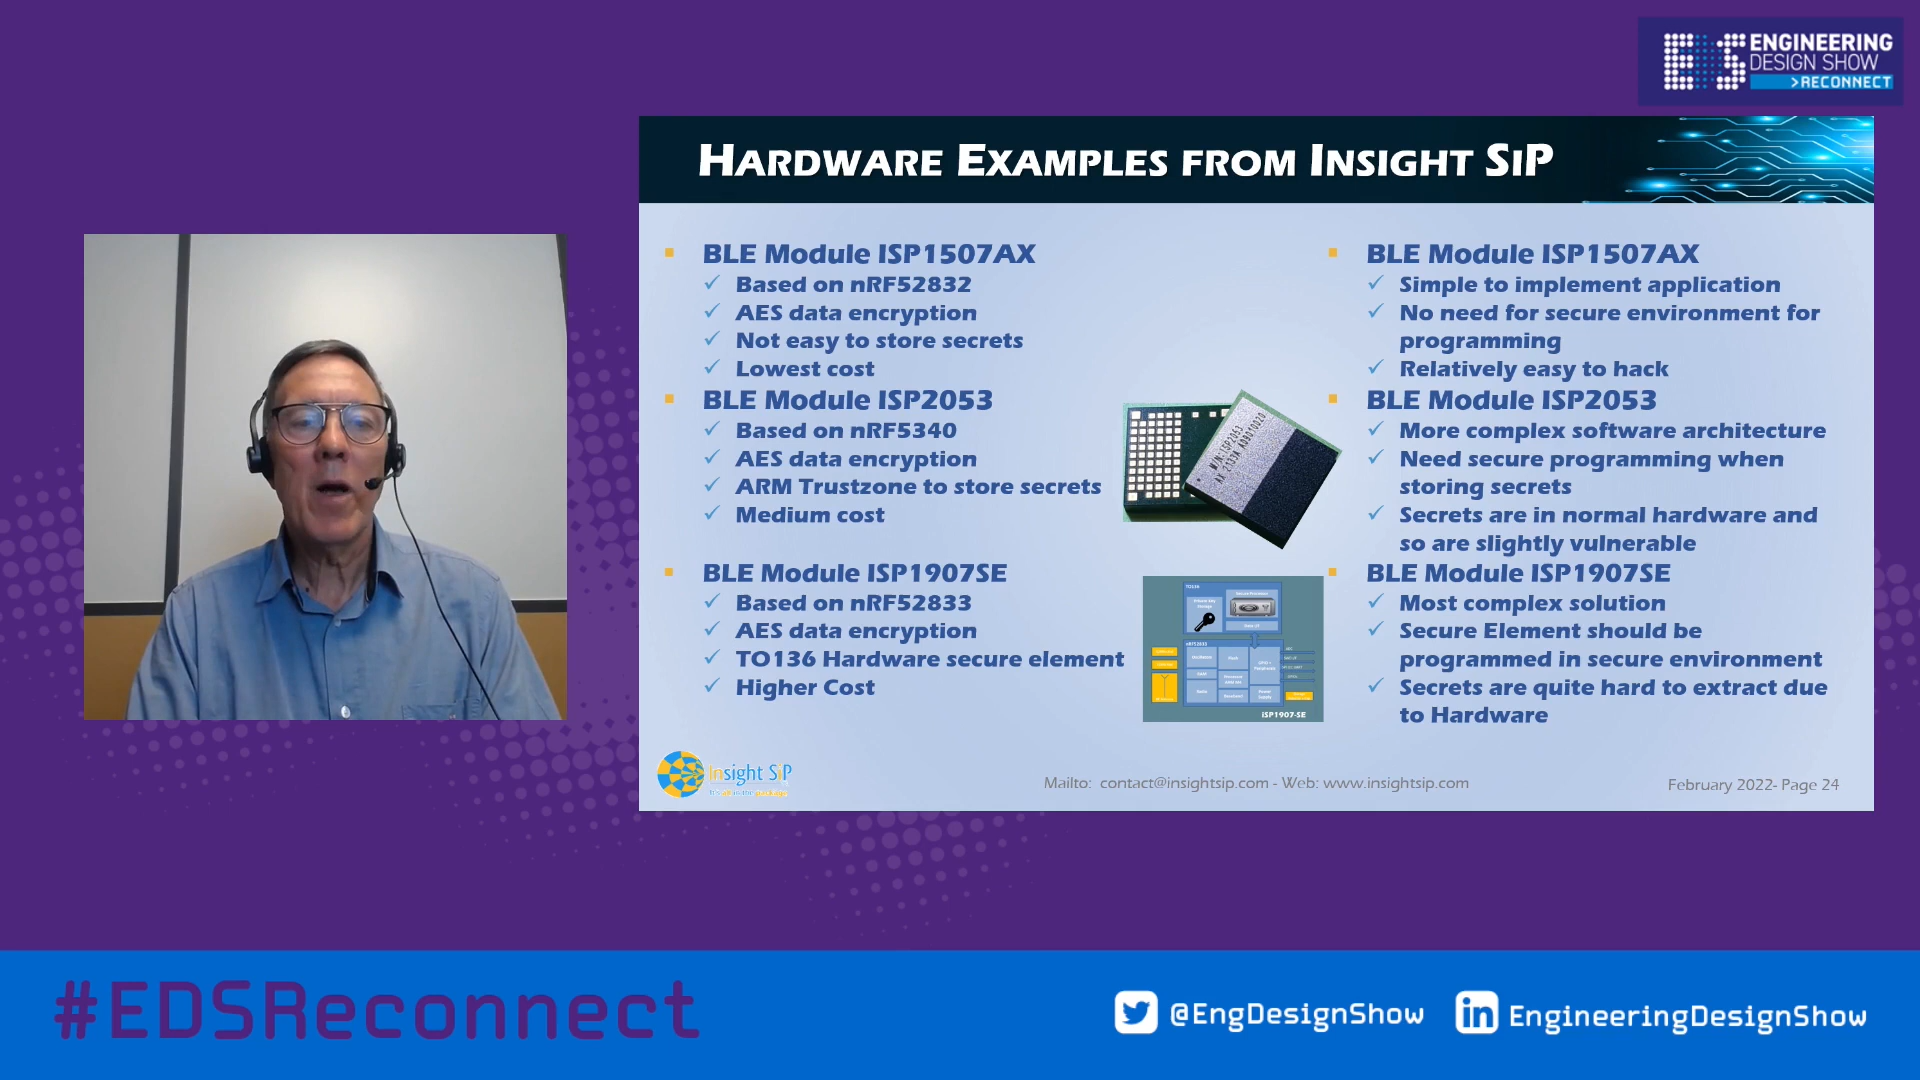 ENGINEERING
DESIGN SHOW
>RECONNECT
HARDWARE EXAMPLES FROM INSIGHT SIP
BLE Module ISP1507AX
Based on nRF52832
AES data encryption
Not easy to store secrets
Lowest cost
BLE Module ISP2053
Based on nRF5340
AES data encryption
ARM Trustzone to store secrets
Medium cost
BLE Module ISP1907SE
Based on nRF52833
AES data encryption
TO136 Hardware secure element
Higher Cost
M/N:ISP2053
TO136
nRF52833
ISP1907-SE
BLE Module ISP1507AX
Simple to implement application
No need for secure environment for
programming
Relatively easy to hack
BLE Module ISP2053
More complex software architecture
Need secure programming when
storing secrets
Secrets are in normal hardware and
so are slightly vulnerable
BLE Module ISP1907SE
Most complex solution
Secure Element should be
programmed in secure environment
Secrets are quite hard to extract due
to Hardware
Insight SiP
Mailto: contact@insightsip.com - Web: www.insightsip.com
February 2022- Page 24
#EDSReconnect
@EngDesignShow
in EngineeringDesignShow